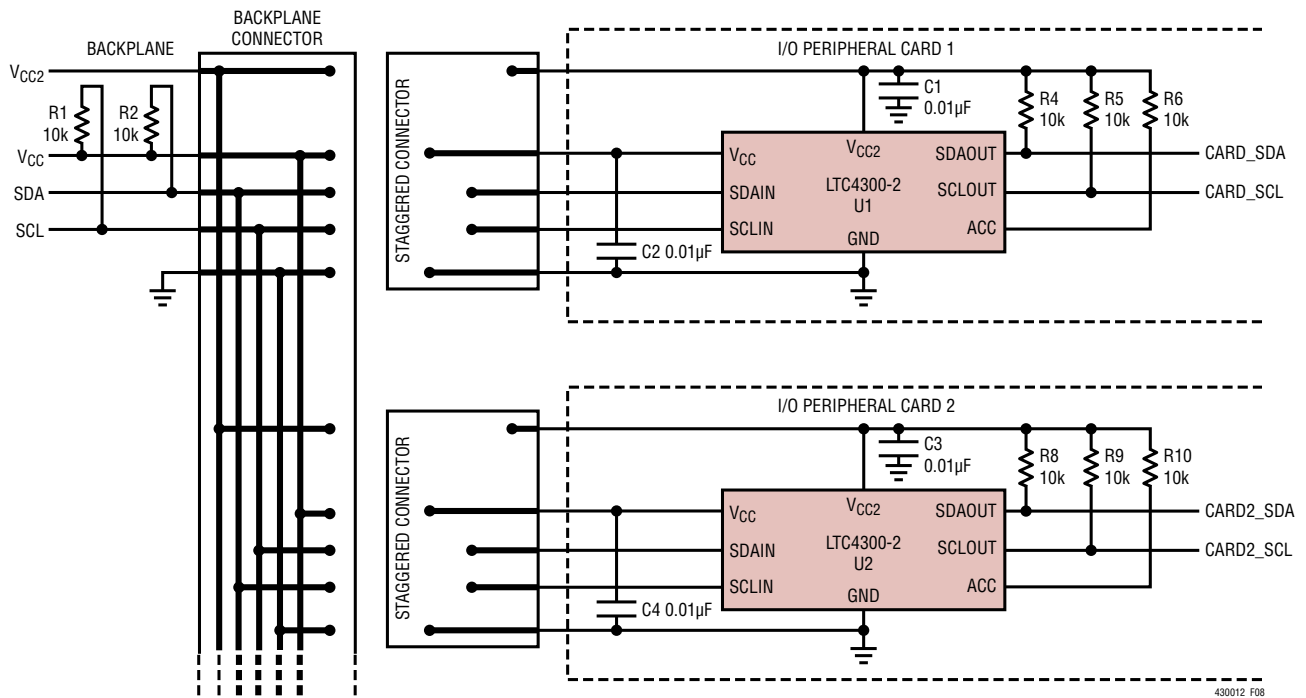 BACKPLANE
CONNECTOR
BACKPLANE
VCC2
R1
10k
R2
10k
VCC
SDA
SCL
STAGGERED CONNECTOR
I/O PERIPHERAL CARD 1
C1
0.01µF
R4
10k
R5
10k
R6
10k
VCC
VCC2
SDAOUT
CARD_SDA
SDAIN
LTC4300-2
U1
SCLOUT
CARD_SCL
SCLIN
GND
ACC
C2 0.01µF
STAGGERED CONNECTOR
I/O PERIPHERAL CARD 2
C3
0.01µF
R8
10k
R9
10k
R10
10k
VCC
VCC2
SDAOUT
CARD2_SDA
SDAIN
LTC4300-2
U2
SCLOUT
CARD2_SCL
SCLIN
GND
ACC
C4 0.01µF
430012 F08